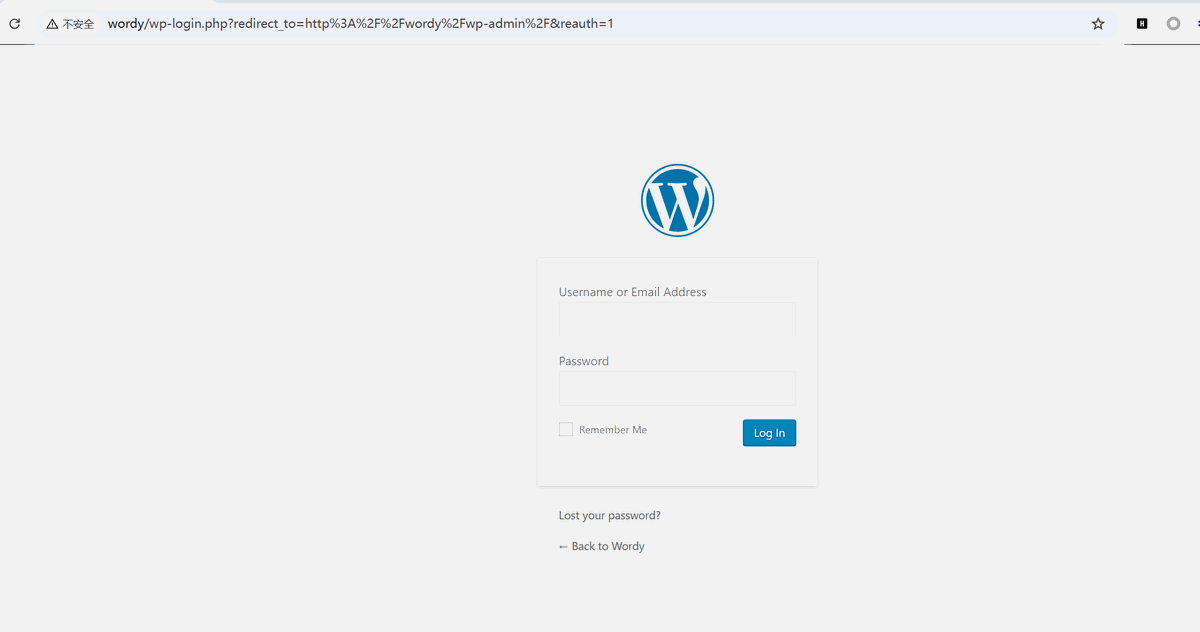 不安全 wordy/wp-login.php?redirect_to=http%3A%2F%2Fwordy%2Fwp-admin%2F&reauth=1
Username or Email Address
Password
Remember Me
Log In
Lost your password?
← Back to Wordy